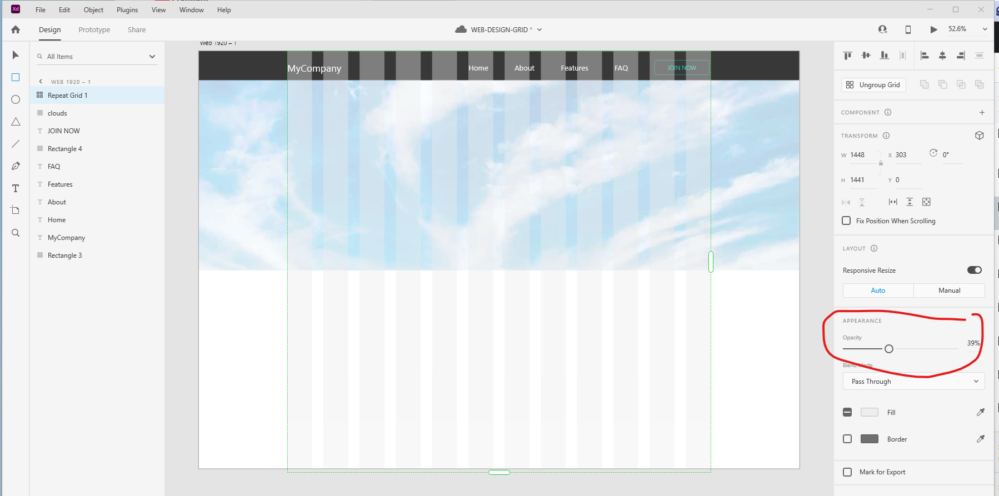 Xd File Edit Object Plugins View Window Help
Design Prototype Share WEB-DESIGN-GRID * 52.6%
All Items
WEB 1920 – 1
Repeat Grid 1
clouds
JOIN NOW
Rectangle 4
FAQ
Features
About
Home
MyCompany
Rectangle 3
Web 1920 – 1
MyCompany Home About Features FAQ JOIN NOW
Ungroup Grid
COMPONENT
TRANSFORM
W 1448 X 303 0°
H 1441 Y 0
Fix Position When Scrolling
LAYOUT
Responsive Resize
Auto Manual
APPEARANCE
Opacity
39%
Blend Mode
Pass Through
Fill
Border
Mark for Export